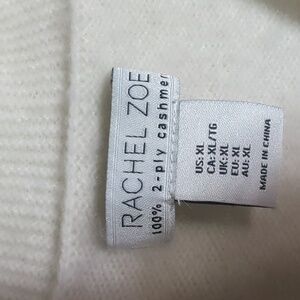 RACHEL ZOE
100% 2-ply cashmer
US: XL
CA: XL/TG
UK: XL
EU: XL
AU: XL
MADE IN CHINA